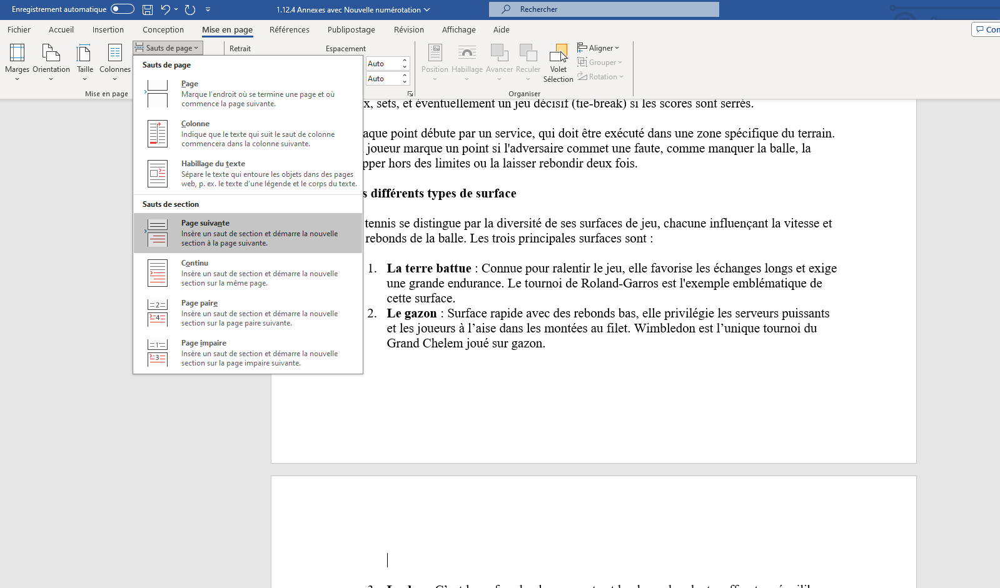 Enregistrement automatique
1.12.4 Annexes avec Nouvelle numérotation
Rechercher
Fichier Accueil Insertion Conception Mise en page Références Publipostage Révision Affichage Aide
Marges Orientation Taille Colonnes
Sauts de page
Retrait Espacement
Auto
Auto
Position Habillage Avancer Reculer Volet Sélection
Aligner
Grouper
Rotation
Mise en page
Organiser
Sauts de page
Page
Marque l'endroit où se termine une page et où
commence la page suivante.
Colonne
Indique que le texte qui suit le saut de colonne
commencera dans la colonne suivante.
Habillage du texte
Sépare le texte qui entoure les objets dans des pages
web, p. ex. le texte d'une légende et le corps du texte.
Sauts de section
Page suivante
Insère un saut de section et démarre la nouvelle
section à la page suivante.
Continu
Insère un saut de section et démarre la nouvelle
section sur la même page.
=2=
4=
Page paire
Insère un saut de section et démarre la nouvelle
section sur la page paire suivante.
=1=
3=
Page impaire
Insère un saut de section et démarre la nouvelle
section sur la page impaire suivante.
x, sets, et éventuellement un jeu décisif (tie-break) si les scores sont serrés.
aque point débute par un service, qui doit être exécuté dans une zone spécifique du terrain.
joueur marque un point si l'adversaire commet une faute, comme manquer la balle, la
pper hors des limites ou la laisser rebondir deux fois.
s différents types de surface
tennis se distingue par la diversité de ses surfaces de jeu, chacune influençant la vitesse et
rebonds de la balle. Les trois principales surfaces sont :
1. La terre battue : Connue pour ralentir le jeu, elle favorise les échanges longs et exige
une grande endurance. Le tournoi de Roland-Garros est l'exemple emblématique de
cette surface.
2. Le gazon : Surface rapide avec des rebonds bas, elle privilégie les serveurs puissants
et les joueurs à l’aise dans les montées au filet. Wimbledon est l’unique tournoi du
Grand Chelem joué sur gazon.